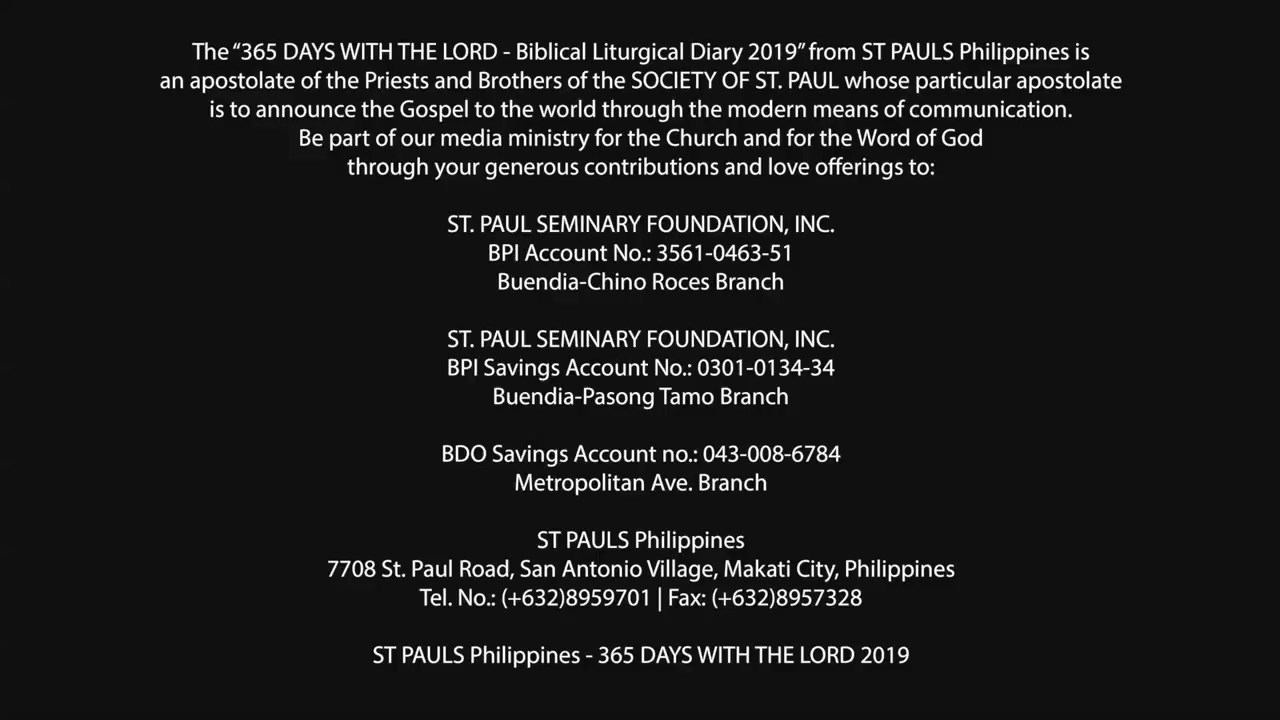 The “365 DAYS WITH THE LORD - Biblical Liturgical Diary 2019” from ST PAULS Philippines is
an apostolate of the Priests and Brothers of the SOCIETY OF ST. PAUL whose particular apostolate
is to announce the Gospel to the world through the modern means of communication.
Be part of our media ministry for the Church and for the Word of God
through your generous contributions and love offerings to:
ST. PAUL SEMINARY FOUNDATION, INC.
BPI Account No.: 3561-0463-51
Buendia-Chino Roces Branch
ST. PAUL SEMINARY FOUNDATION, INC.
BPI Savings Account No.: 0301-0134-34
Buendia-Pasong Tamo Branch
BDO Savings Account no.: 043-008-6784
Metropolitan Ave. Branch
ST PAULS Philippines
7708 St. Paul Road, San Antonio Village, Makati City, Philippines
Tel. No.: (+632)8959701 | Fax: (+632)8957328
ST PAULS Philippines - 365 DAYS WITH THE LORD 2019